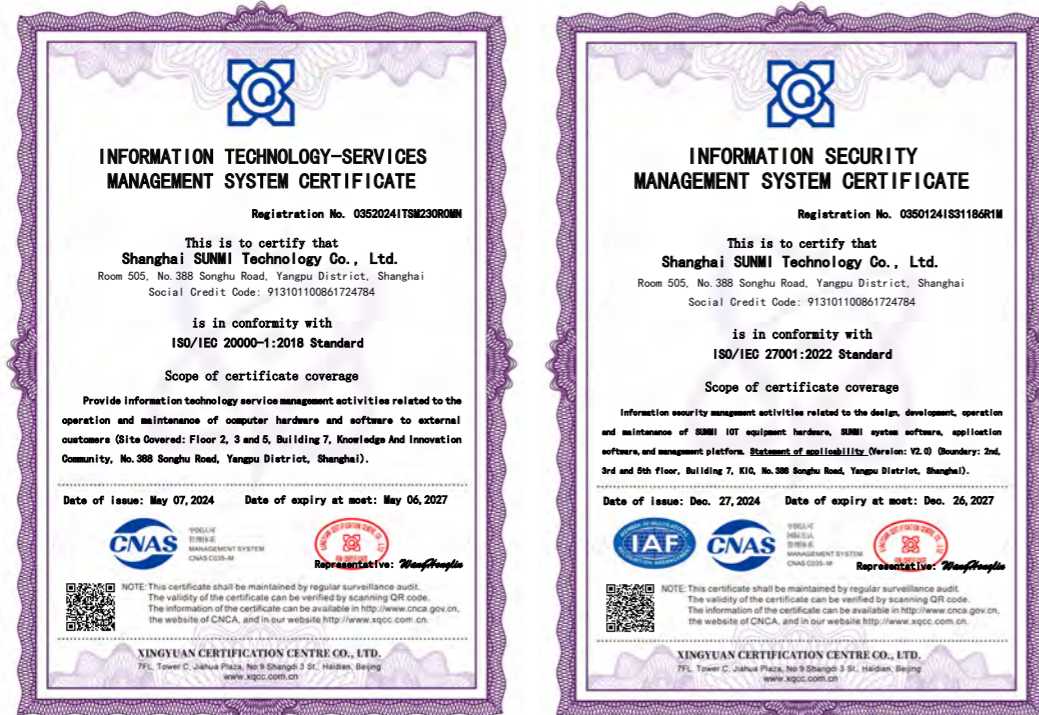 INFORMATION TECHNOLOGY-SERVICES
MANAGEMENT SYSTEM CERTIFICATE
Registration No. 0352024ITSM230R0MN
This is to certify that
Shanghai SUNMI Technology Co., Ltd.
Room 505, No.388 Songhu Road, Yangpu District, Shanghai
Social Credit Code: 913101100861724784
is in conformity with
ISO/IEC 20000-1:2018 Standard
Scope of certificate coverage
Provide information technology service management activities related to the
operation and maintenance of computer hardware and software to external
customers (Site Covered: Floor 2, 3 and 5, Building 7, Knowledge And Innovation
Community, No.388 Songhu Road, Yangpu District, Shanghai).
Date of issue: May 07,2024 Date of expiry at most: May 06,2027
CNAS
MANAGEMENT SYSTEM
CNAS C035-M
Representative: WangHonglin
NOTE: This certificate shall be maintained by regular surveillance audit.
The validity of the certificate can be verified by scanning QR code.
The information of the certificate can be available in http://www.cnca.gov.cn,
the website of CNCA, and in our website http://www.xqcc.com.cn.
XINGYUAN CERTIFICATION CENTRE CO., LTD.
7FL, Tower C, Jiahua Plaza, No.9 Shangdi 3 St., Haidian, Beijing
www.xqcc.com.cn
INFORMATION SECURITY
MANAGEMENT SYSTEM CERTIFICATE
Registration No. 0350124IS31186R1M
This is to certify that
Shanghai SUNMI Technology Co., Ltd.
Room 505, No.388 Songhu Road, Yangpu District, Shanghai
Social Credit Code: 913101100861724784
is in conformity with
ISO/IEC 27001:2022 Standard
Scope of certificate coverage
Information security management activities related to the design, development, operation
and maintenance of SUNMI IOT equipment hardware, SUNMI system software, application
software, and management platform. Statement of applicability (Version: V2.0) (Boundary: 2nd,
3rd and 5th floor, Building 7, KIC, No.388 Songhu Road, Yangpu District, Shanghai).
Date of issue: Dec. 27,2024 Date of expiry at most: Dec. 26,2027
IAF
CNAS
MANAGEMENT SYSTEM
CNAS C035-M
Representative: WangHonglin
NOTE: This certificate shall be maintained by regular surveillance audit.
The validity of the certificate can be verified by scanning QR code.
The information of the certificate can be available in http://www.cnca.gov.cn,
the website of CNCA, and in our website http://www.xqcc.com.cn.
XINGYUAN CERTIFICATION CENTRE CO., LTD.
7FL, Tower C, Jiahua Plaza, No.9 Shangdi 3 St., Haidian, Beijing
www.xqcc.com.cn